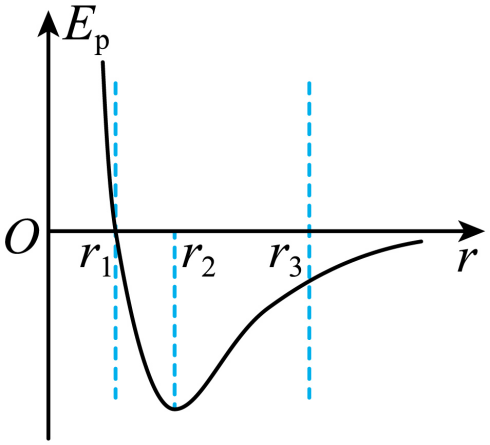 Eₚ
O
r₁ r₂ r₃ r